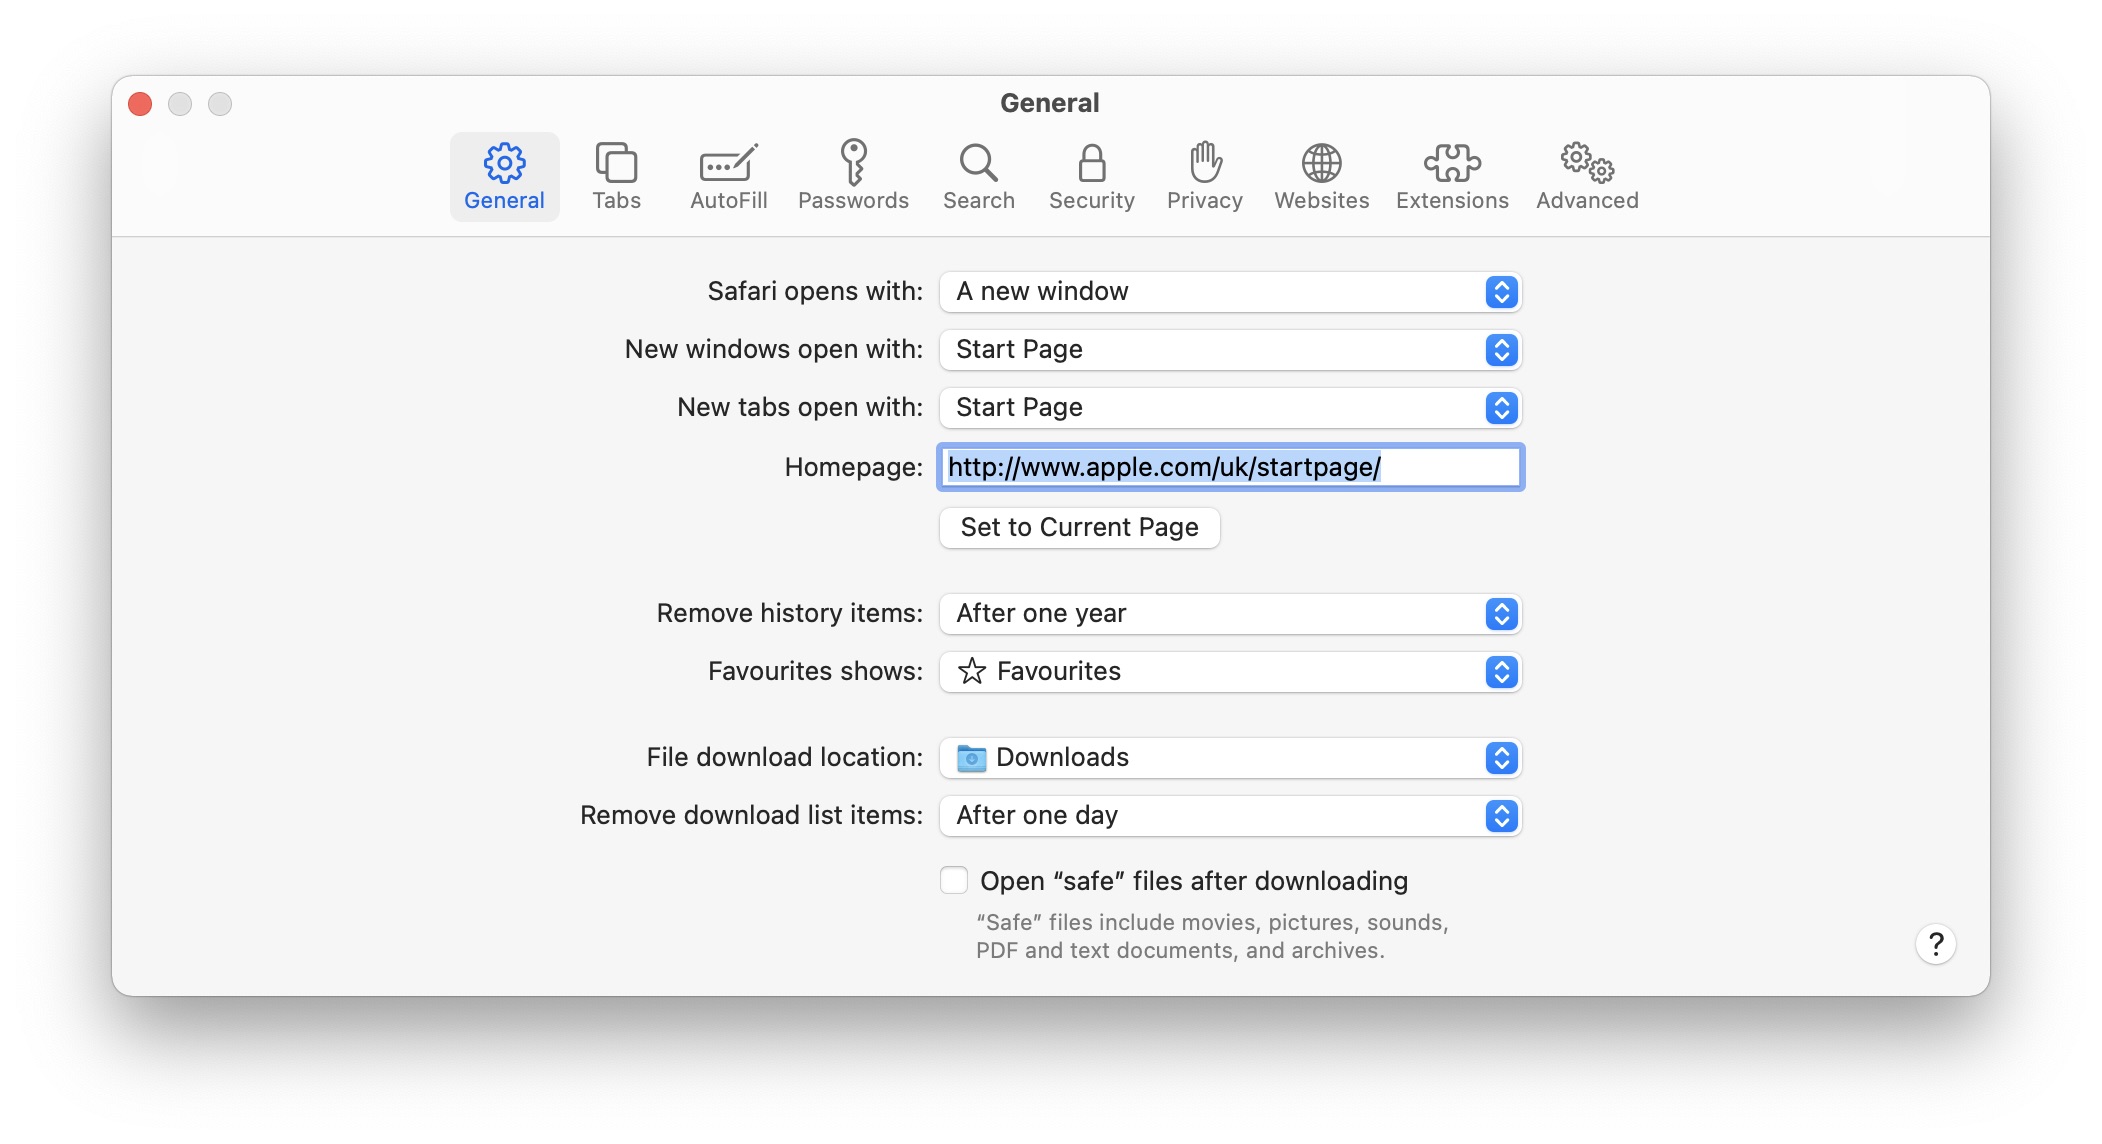 General
General Tabs AutoFill Passwords Search Security Privacy Websites Extensions Advanced
Safari opens with: A new window
New windows open with: Start Page
New tabs open with: Start Page
Homepage: http://www.apple.com/uk/startpage/
Set to Current Page
Remove history items: After one year
Favourites shows: Favourites
File download location: Downloads
Remove download list items: After one day
Open “safe” files after downloading
“Safe” files include movies, pictures, sounds,
PDF and text documents, and archives.
?